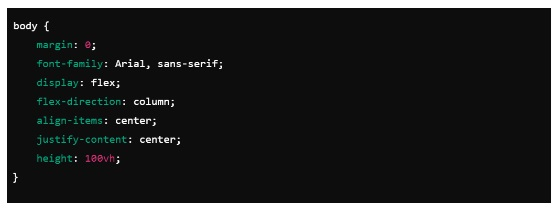 body {
    margin: 0;
    font-family: Arial, sans-serif;
    display: flex;
    flex-direction: column;
    align-items: center;
    justify-content: center;
    height: 100vh;
}